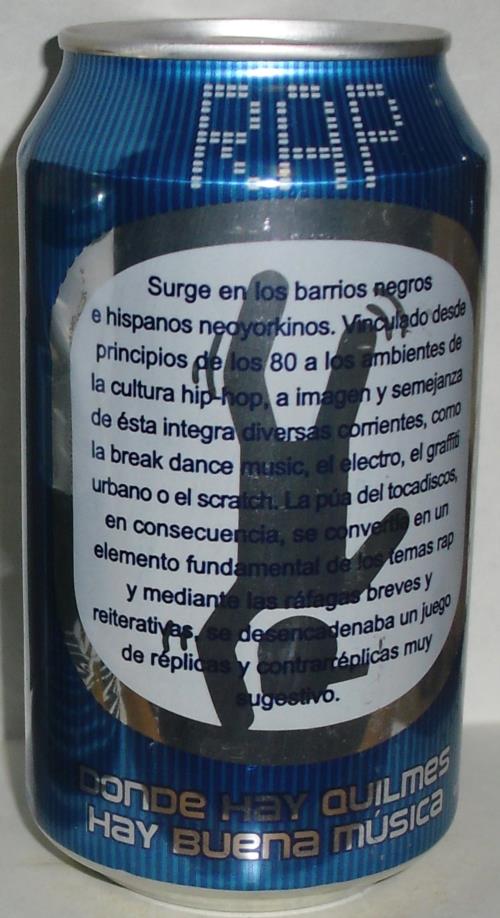 RAP
Surge en los barrios negros
e hispanos neoyorkinos. Vinculado desde
principios de los 80 a los ambientes de
la cultura hip-hop, a imagen y semejanza
de ésta integra diversas corrientes, como
la break dance music, el electro, el graffiti
urbano o el scratch. La púa del tocadiscos,
en consecuencia, se convertía en un
elemento fundamental de los temas rap
y mediante las ráfagas breves y
reiterativas, se desencadenaba un juego
de réplicas y contrarréplicas muy
sugestivo.
DONDE HAY QUILMES
HAY BUENA MÚSICA